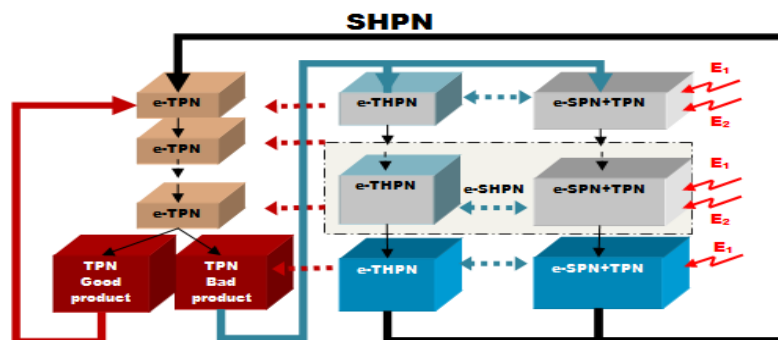 SHPN
e-TPN
e-THPN
e-SPN+TPN
E1
E2
e-TPN
e-THPN
e-SHPN
e-SPN+TPN
E1
E2
e-TPN
TPN
Good
product
TPN
Bad
product
e-THPN
e-SPN+TPN
E1